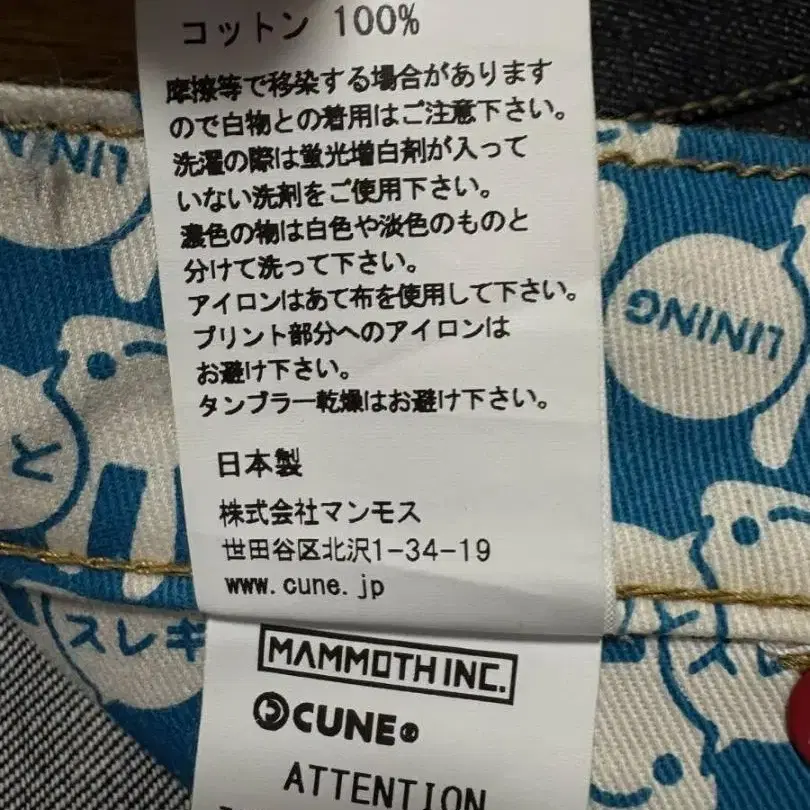 コットン 100%
摩擦等で移染する場合があります
ので白物との着用はご注意下さい。
洗濯の際は蛍光増白剤が入って
いない洗剤をご使用下さい。
濃色の物は白色や淡色のものと
分けて洗って下さい。
アイロンはあて布を使用して下さい。
プリント部分へのアイロンは
お避け下さい。
タンブラー乾燥はお避け下さい。
日本製
株式会社マンモス
世田谷区北沢1-34-19
www.cune.jp
MAMMOTH INC.
CUNE®
ATTENTION
LINING
スレキ